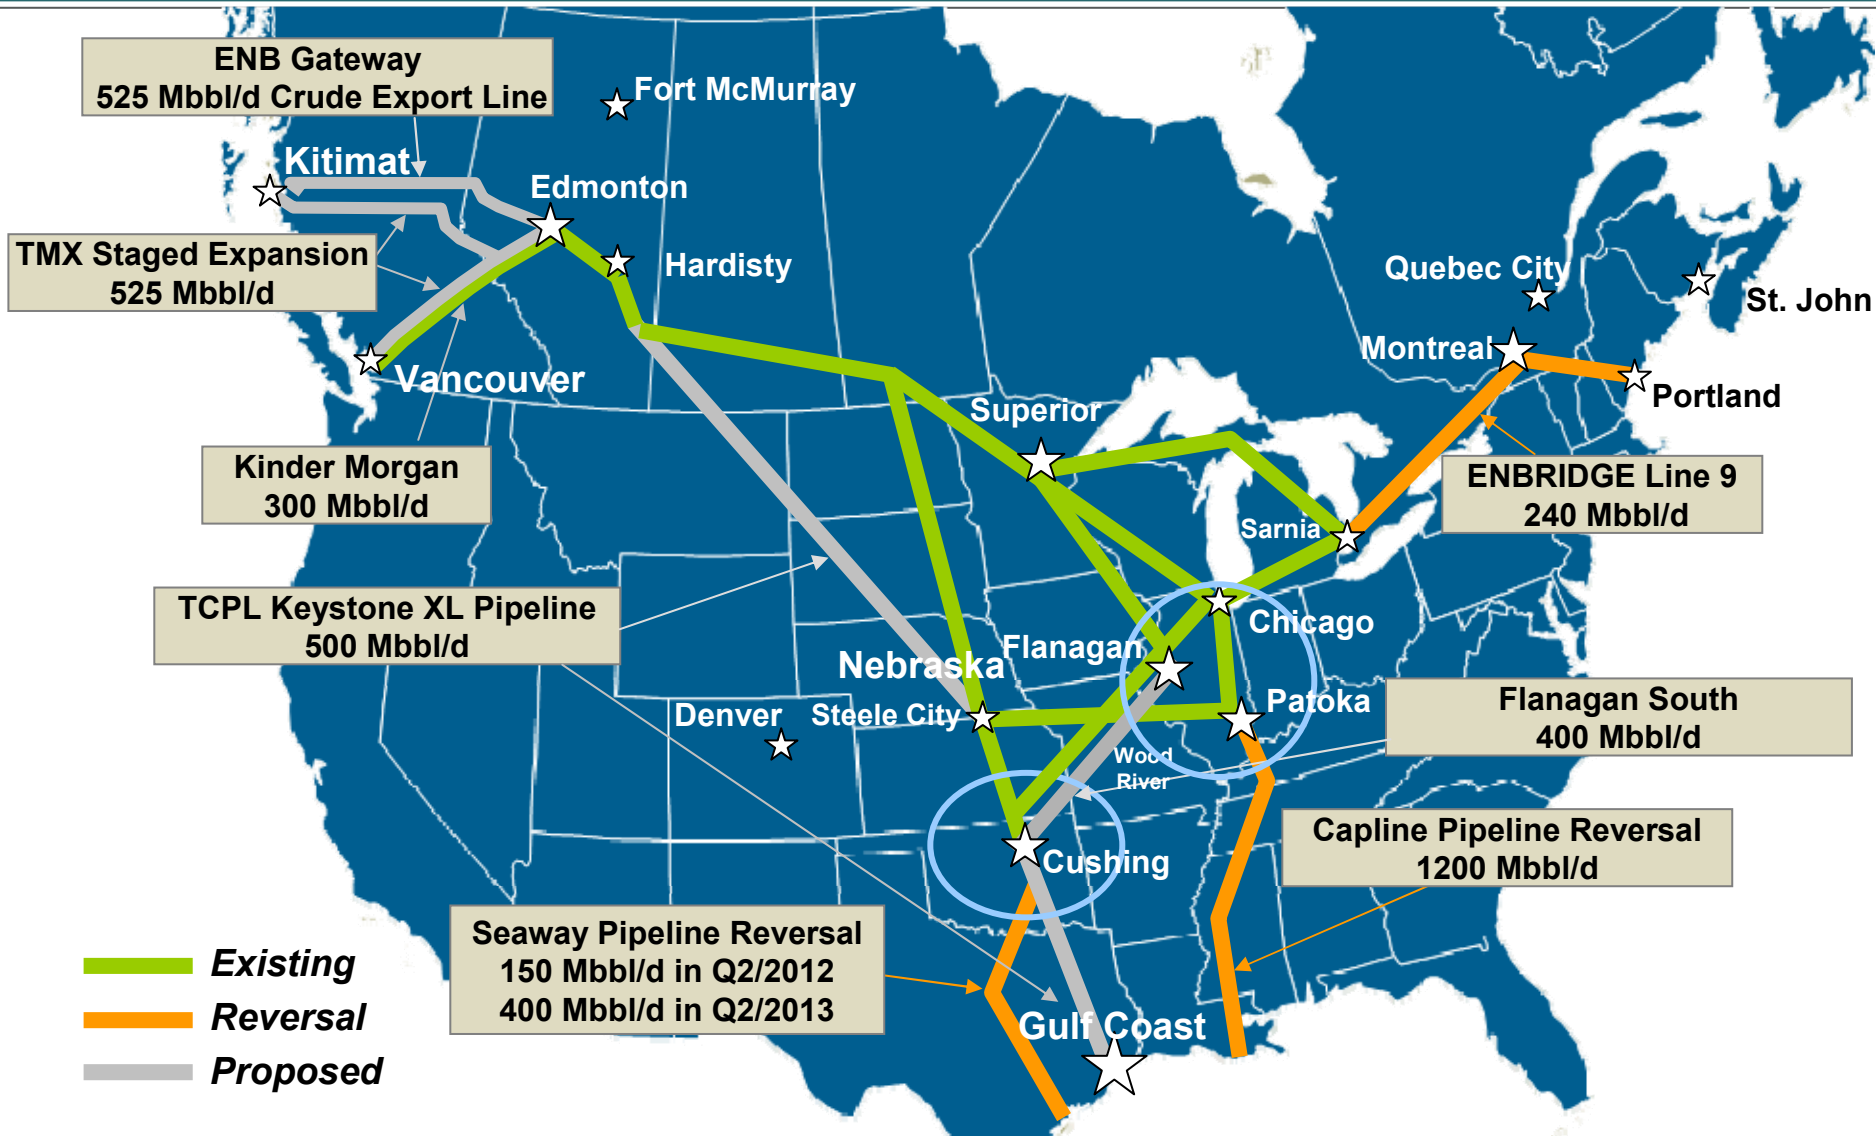 ENB Gateway
525 Mbbl/d Crude Export Line
Fort McMurray
Kitimat
Edmonton
TMX Staged Expansion
525 Mbbl/d
Hardisty
Quebec City
St. John
Montreal
Vancouver
Portland
Superior
Kinder Morgan
300 Mbbl/d
ENBRIDGE Line 9
240 Mbbl/d
Sarnia
TCPL Keystone XL Pipeline
500 Mbbl/d
Chicago
Flanagan
Nebraska
Denver
Steele City
Patoka
Flanagan South
400 Mbbl/d
Wood
River
Capline Pipeline Reversal
1200 Mbbl/d
Cushing
Seaway Pipeline Reversal
150 Mbbl/d in Q2/2012
400 Mbbl/d in Q2/2013
Gulf Coast
Existing
Reversal
Proposed